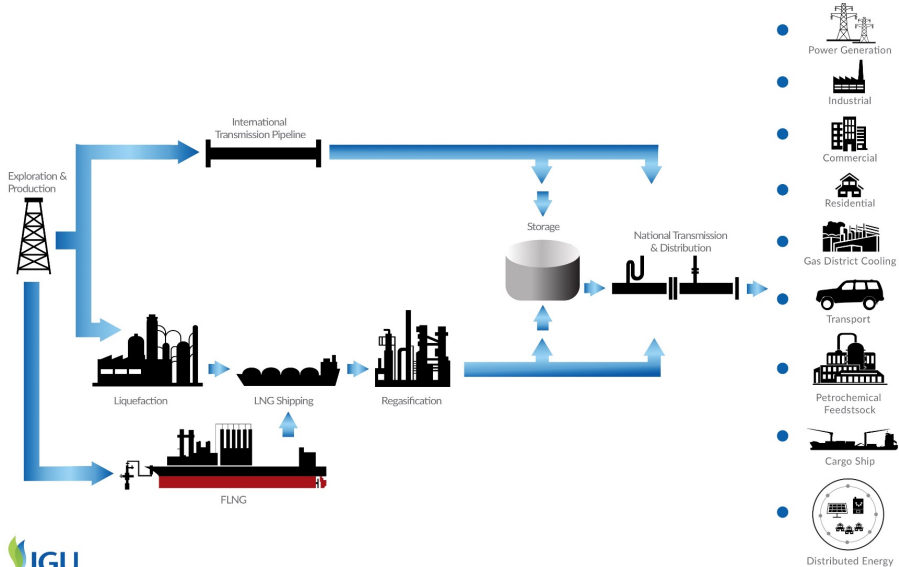 Power Generation
Industrial
Commercial
Residential
Gas District Cooling
Transport
Petrochemical
Feedstsock
Cargo Ship
Distributed Energy
International
Transmission Pipeline
Exploration &
Production
Storage
National Transmission
& Distribution
Liquefaction
LNG Shipping
Regasification
FLNG
IGU